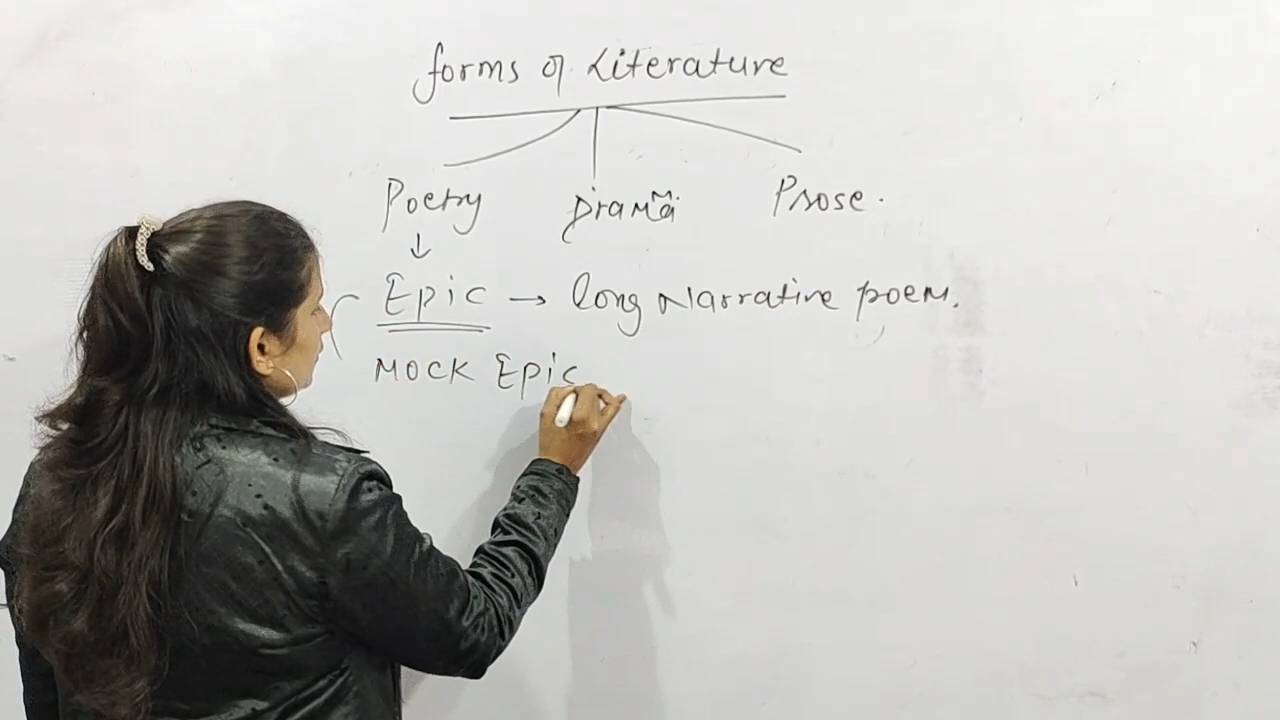 forms of Literature
Poetry Drama Prose.
↓
Epic → long Narrative poem.
MOCK Epic